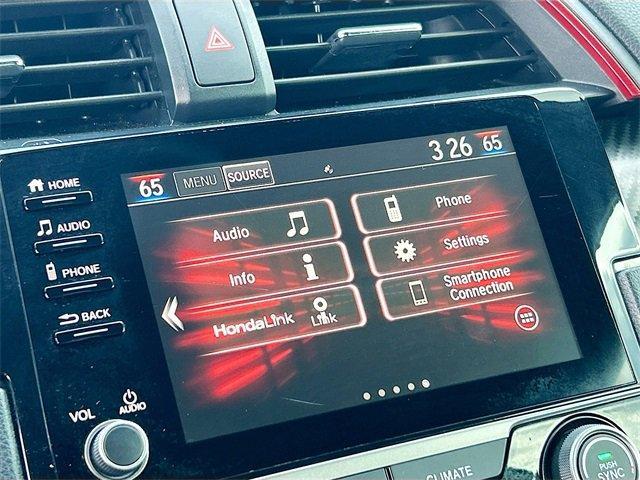 65 MENU SOURCE 3 26 65
HOME
AUDIO
PHONE
BACK
VOL
AUDIO
Audio
Phone
Info
Settings
HondaLink Link
Smartphone
Connection
CLIMATE
PUSH
SYNC